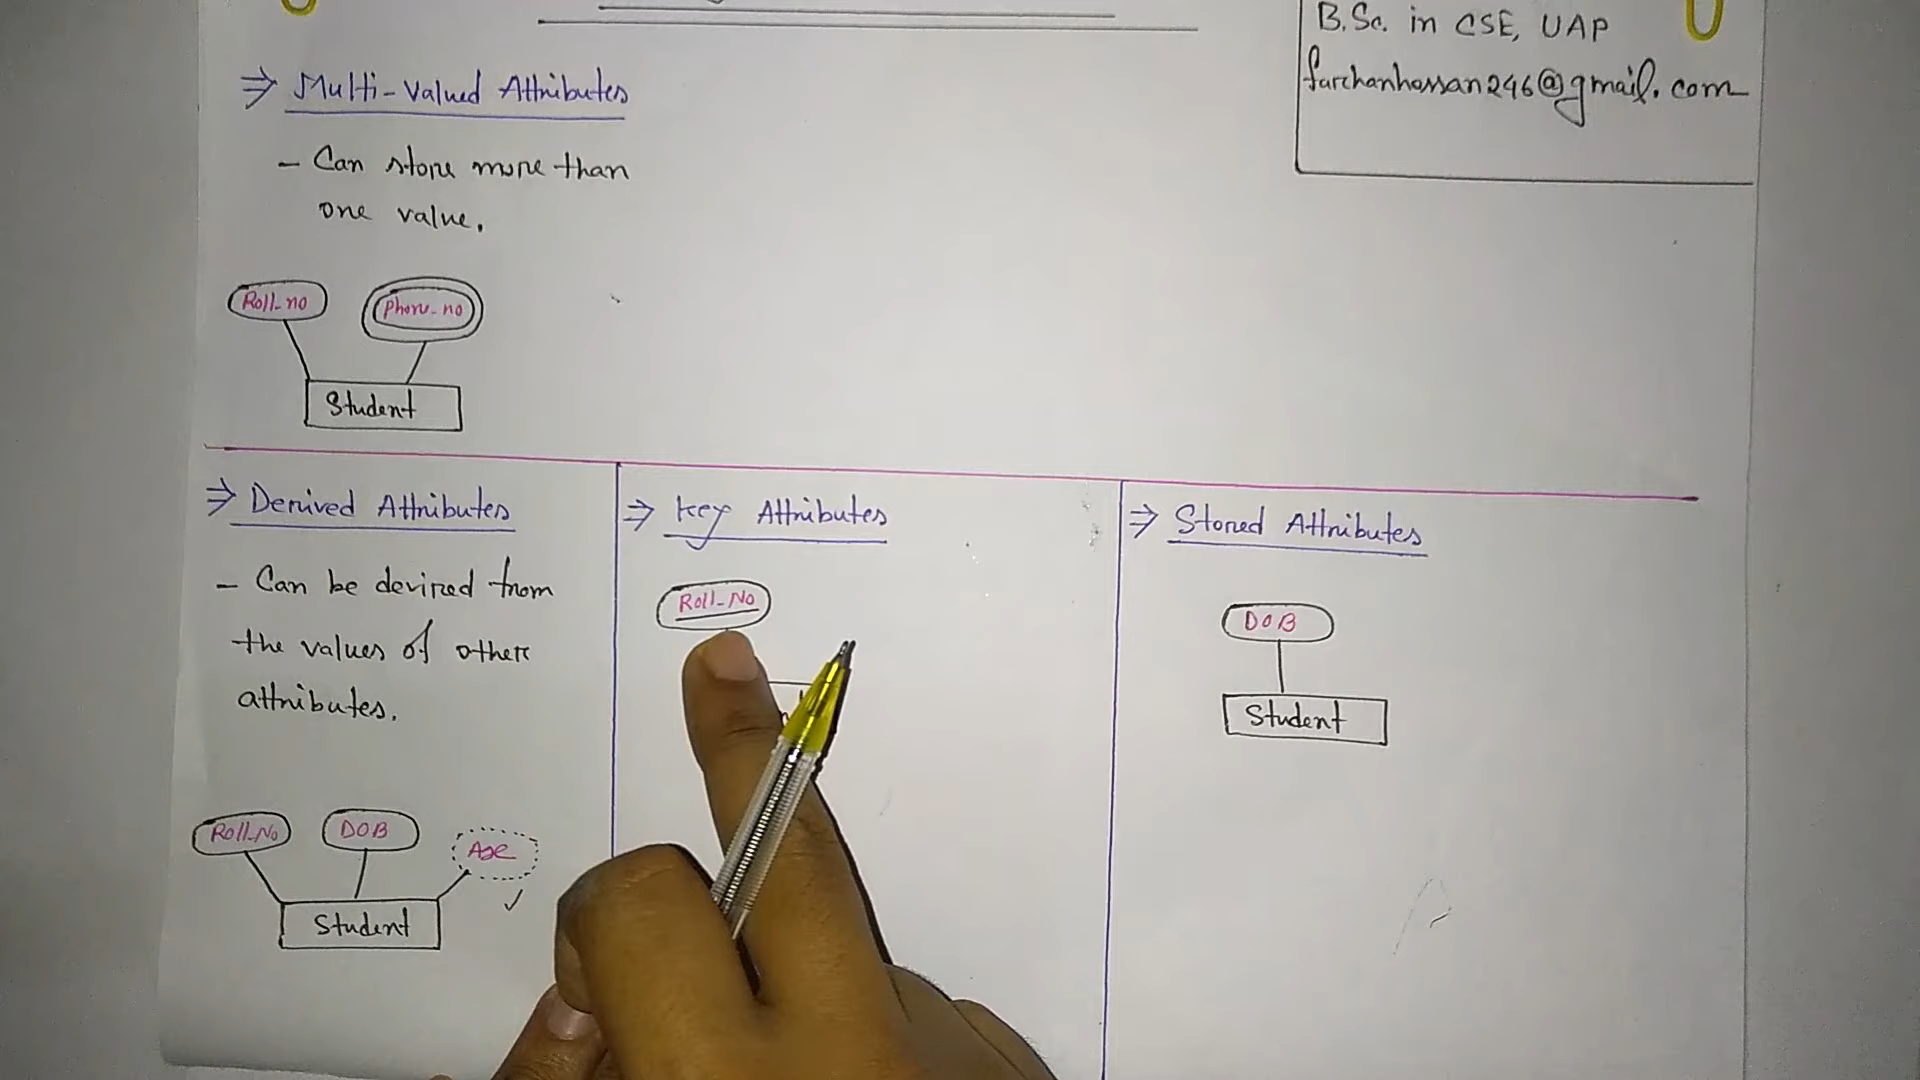 B.Sc. in CSE, UAP
farhanhassan246@gmail.com
⇒ Multi-Valued Attributes
- Can store more than
one value.
Roll_no
Phone_no
Student
⇒ Derived Attributes
- Can be devired from
the values of other
attributes.
Roll_No
DOB
Age
Student
⇒ Key Attributes
Roll_No
⇒ Stored Attributes
DOB
Student